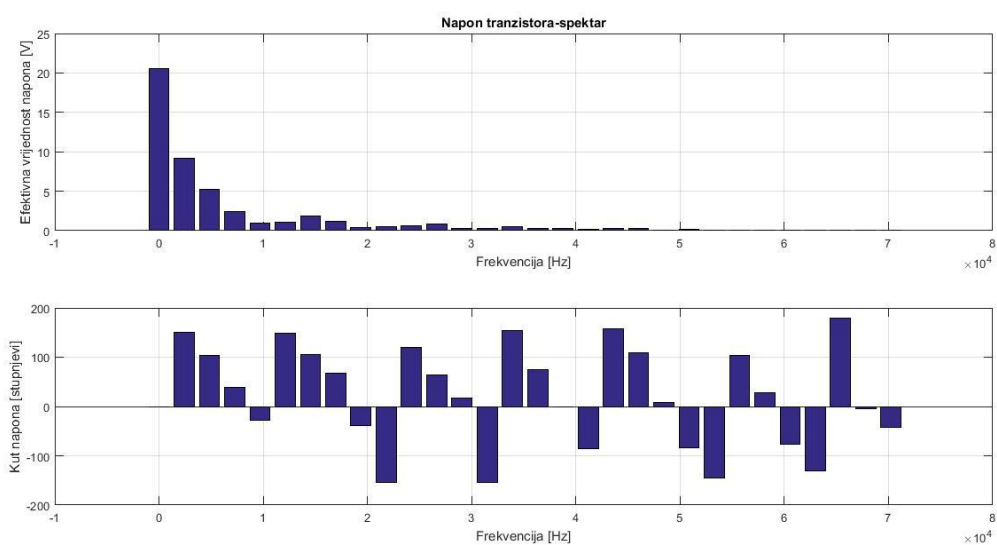 Napon tranzistora-spektar
Efektivna vrijednost napona [V]
25
20
15
10
5
0
-1 0 1 2 3 4 5 6 7 8
Frekvencija [Hz]
×10⁴
Kut napona [stupnjevi]
200
100
0
-100
-200
-1 0 1 2 3 4 5 6 7 8
Frekvencija [Hz]
×10⁴